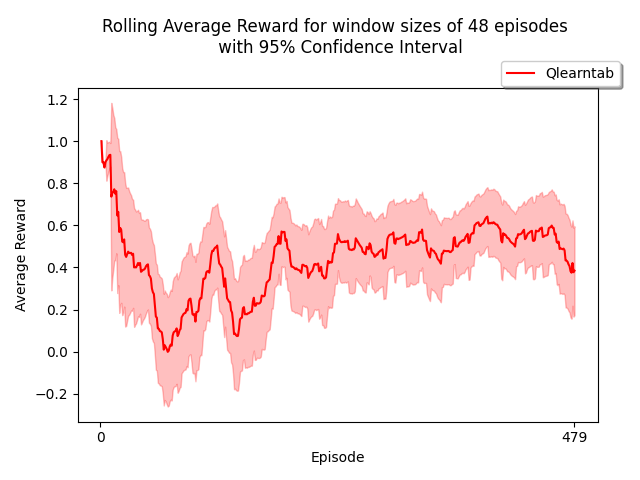 Rolling Average Reward for window sizes of 48 episodes
with 95% Confidence Interval
Qlearntab
1.2
1.0
0.8
0.6
0.4
0.2
0.0
−0.2
Average Reward
0
479
Episode